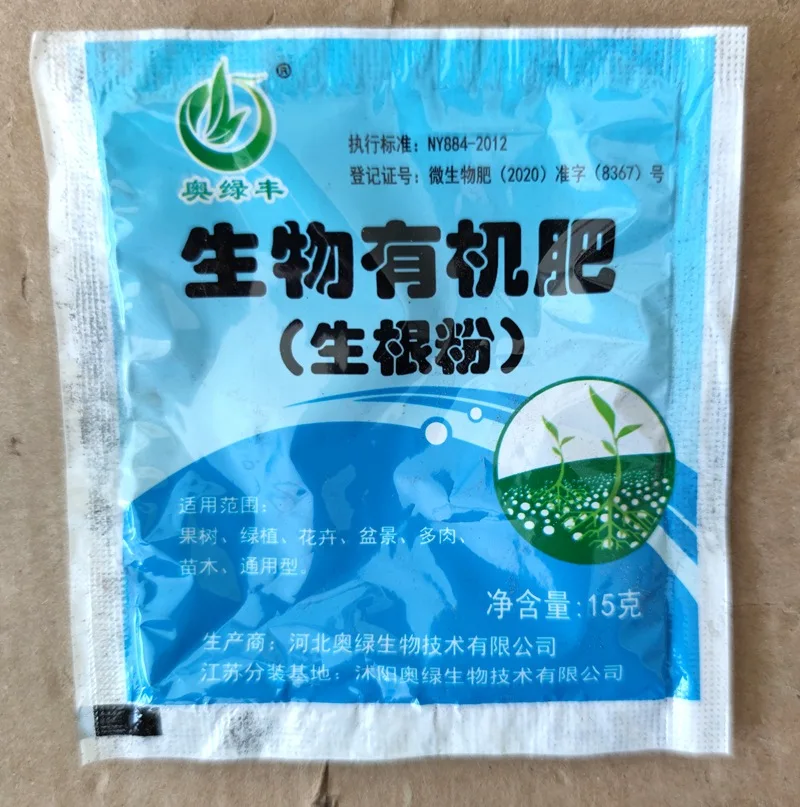 ®
奥绿丰
执行标准：NY884-2012
登记证号：微生物肥（2020）准字（8367）号
生物有机肥
（生根粉）
适用范围：
果树、绿植、花卉、盆景、多肉、
苗木、通用型。
净含量：15克
生产商：河北奥绿生物技术有限公司
江苏分装基地：沭阳奥绿生物技术有限公司